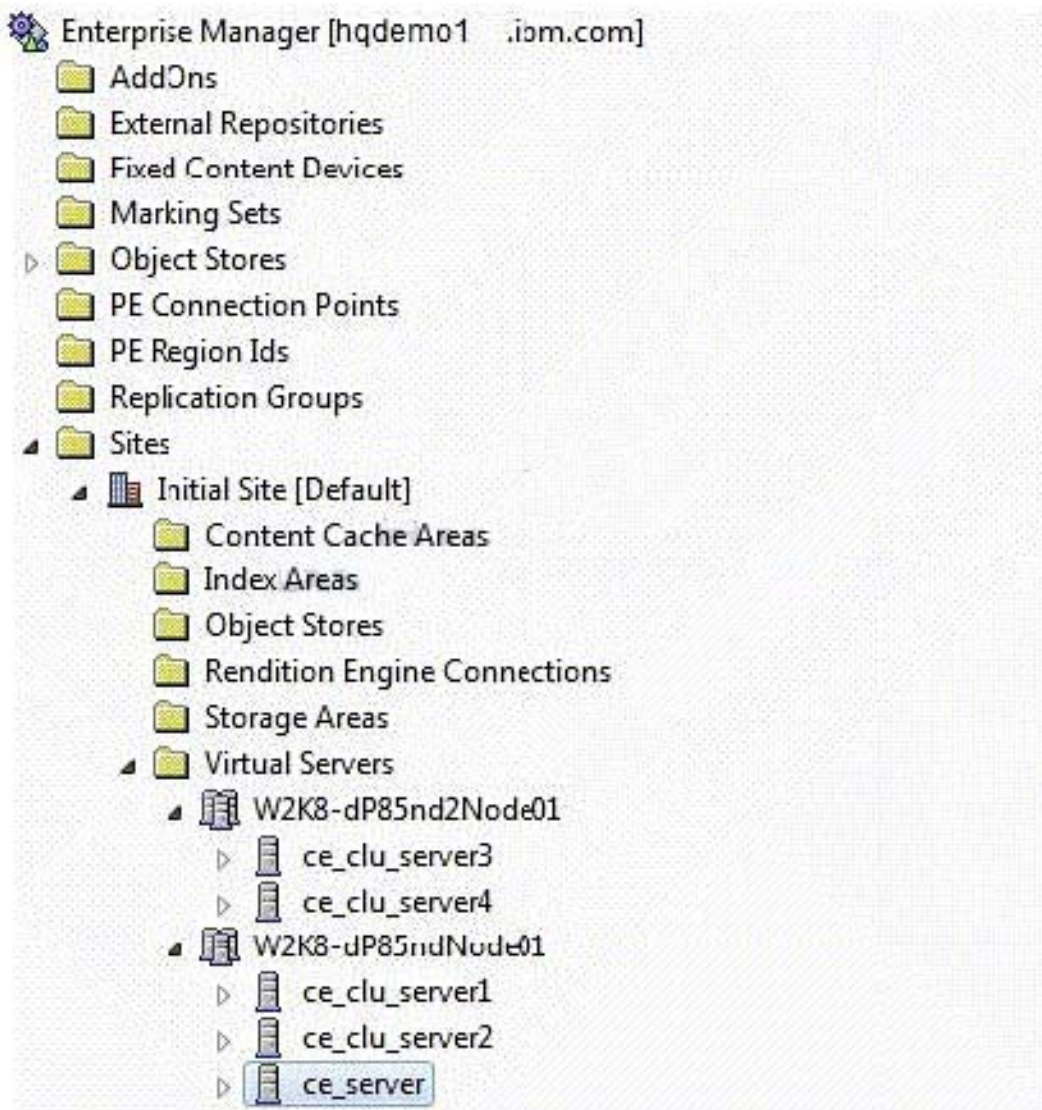 Enterprise Manager [hqdemo1 .ibm.com]
AddOns
External Repositories
Fixed Content Devices
Marking Sets
Object Stores
PE Connection Points
PE Region Ids
Replication Groups
Sites
Initial Site [Default]
Content Cache Areas
Index Areas
Object Stores
Rendition Engine Connections
Storage Areas
Virtual Servers
W2K8-dP85nd2Node01
ce_clu_server3
ce_clu_server4
W2K8-dP85ndNode01
ce_clu_server1
ce_clu_server2
ce_server